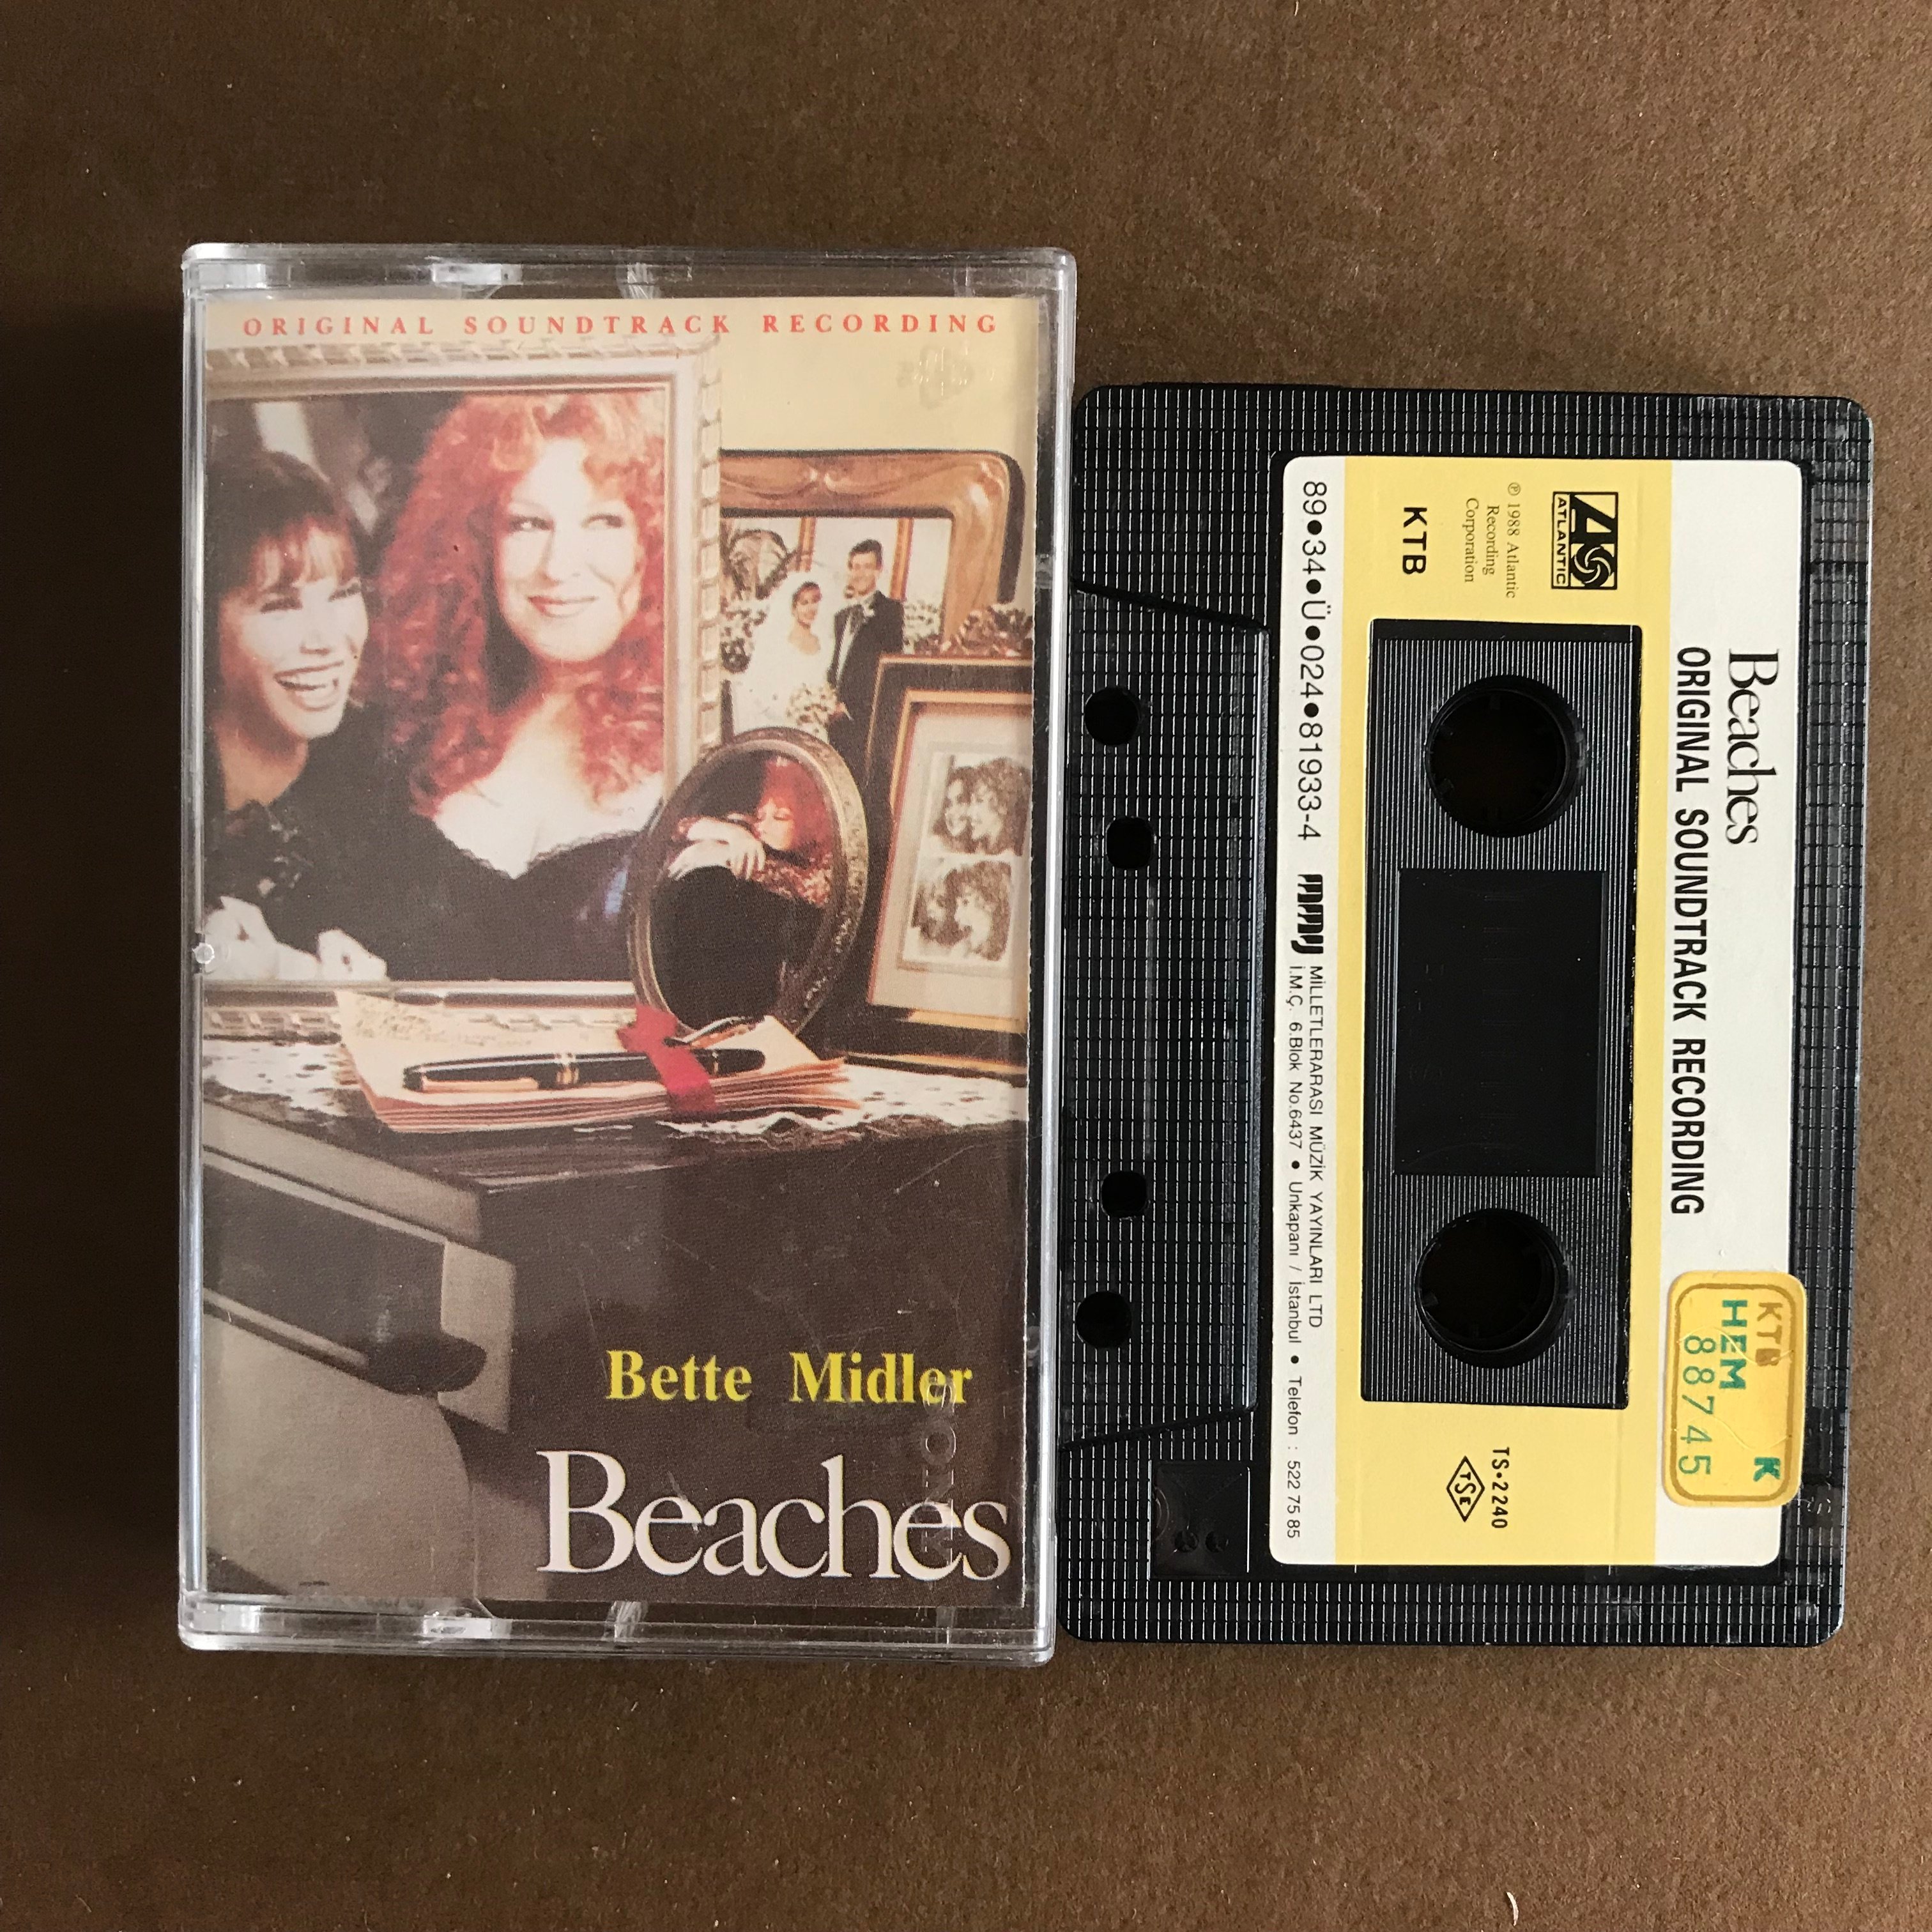 ORIGINAL SOUNDTRACK RECORDING
Bette Midler
Beaches
SONY
Beaches
ORIGINAL SOUNDTRACK RECORDING
ATLANTIC
℗ 1988 Atlantic
Recording
Corporation
KTB
KTB
HEM K
88745
TS•2240
TSE
89•34•Ü•024•81933-4
MİLLETLERARASI MÜZİK YAYINLARI LTD
İ.M.Ç. 6.Blok No.6437 • Unkapanı / İstanbul • Telefon : 522 75 85